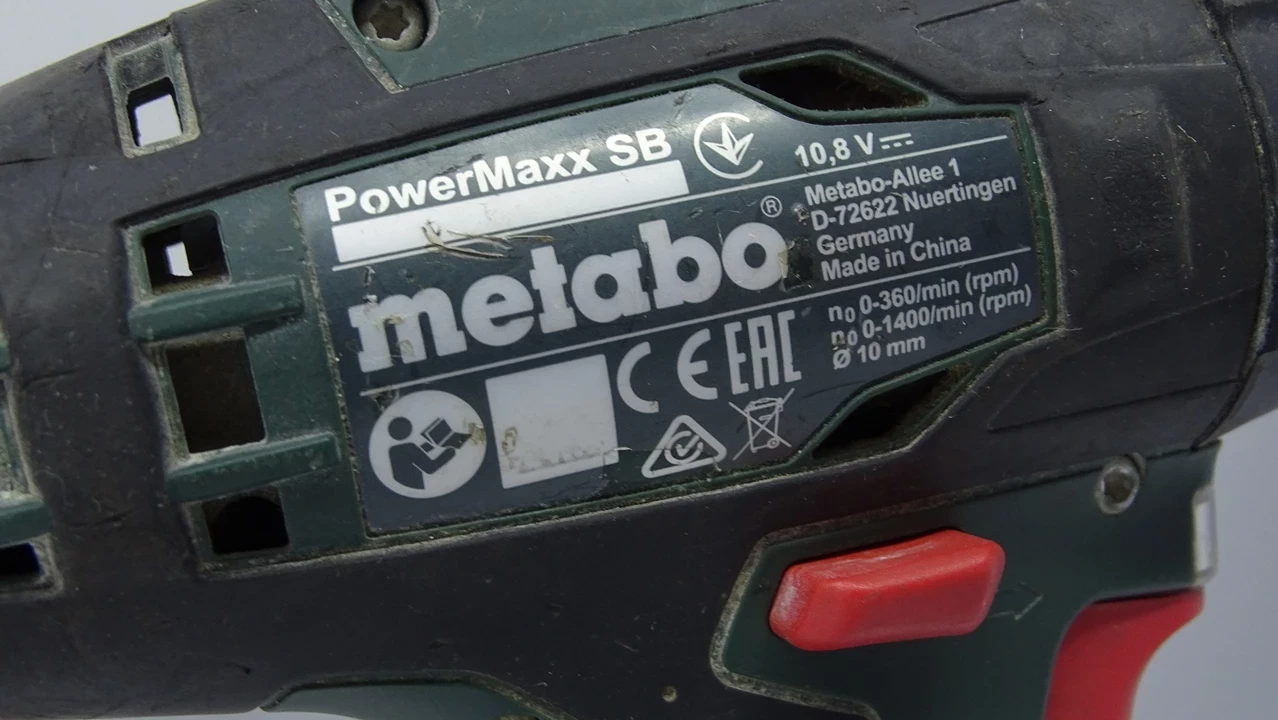 PowerMaxx SB
10,8 V
metabo®
Metabo-Allee 1
D-72622 Nuertingen
Germany
Made in China
n0 0-360/min (rpm)
n0 0-1400/min (rpm)
Ø 10 mm
CE EAC